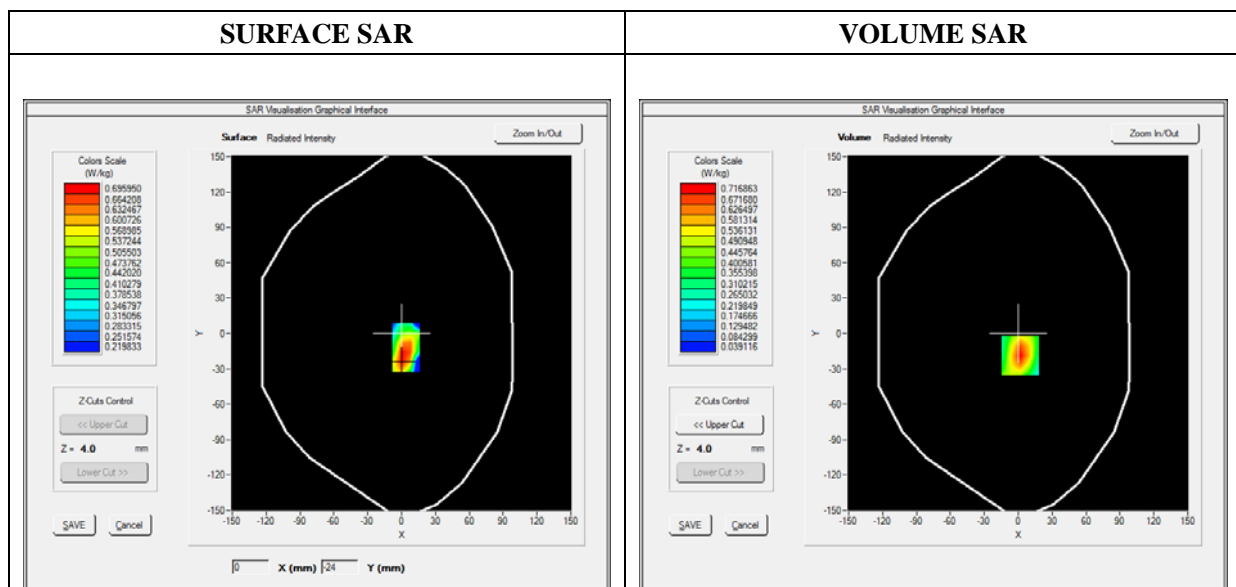 SURFACE SAR
VOLUME SAR
SAR Visualisation Graphical Interface
Surface Radiated Intensity
Zoom In/Out
Colors Scale
(W/kg)
0.695950
0.664208
0.632467
0.600726
0.568985
0.537244
0.505503
0.473762
0.442020
0.410279
0.378538
0.346797
0.315056
0.283315
0.251574
0.219833
Z-Cuts Control
<< Upper Cut
Z = 4.0 mm
Lower Cut >>
SAVE Cancel
150
120
90
60
30
0
-30
-60
-90
-120
-150
Y
-150 -120 -90 -60 -30 0 30 60 90 120 150
X
0 X (mm) -24 Y (mm)
SAR Visualisation Graphical Interface
Volume Radiated Intensity
Zoom In/Out
Colors Scale
(W/kg)
0.716863
0.671680
0.626497
0.581314
0.536131
0.490948
0.445764
0.400581
0.355398
0.310215
0.265032
0.219849
0.174666
0.129482
0.084299
0.039116
Z-Cuts Control
<< Upper Cut
Z = 4.0 mm
Lower Cut >>
SAVE Cancel
150
120
90
60
30
0
-30
-60
-90
-120
-150
Y
-150 -120 -90 -60 -30 0 30 60 90 120 150
X